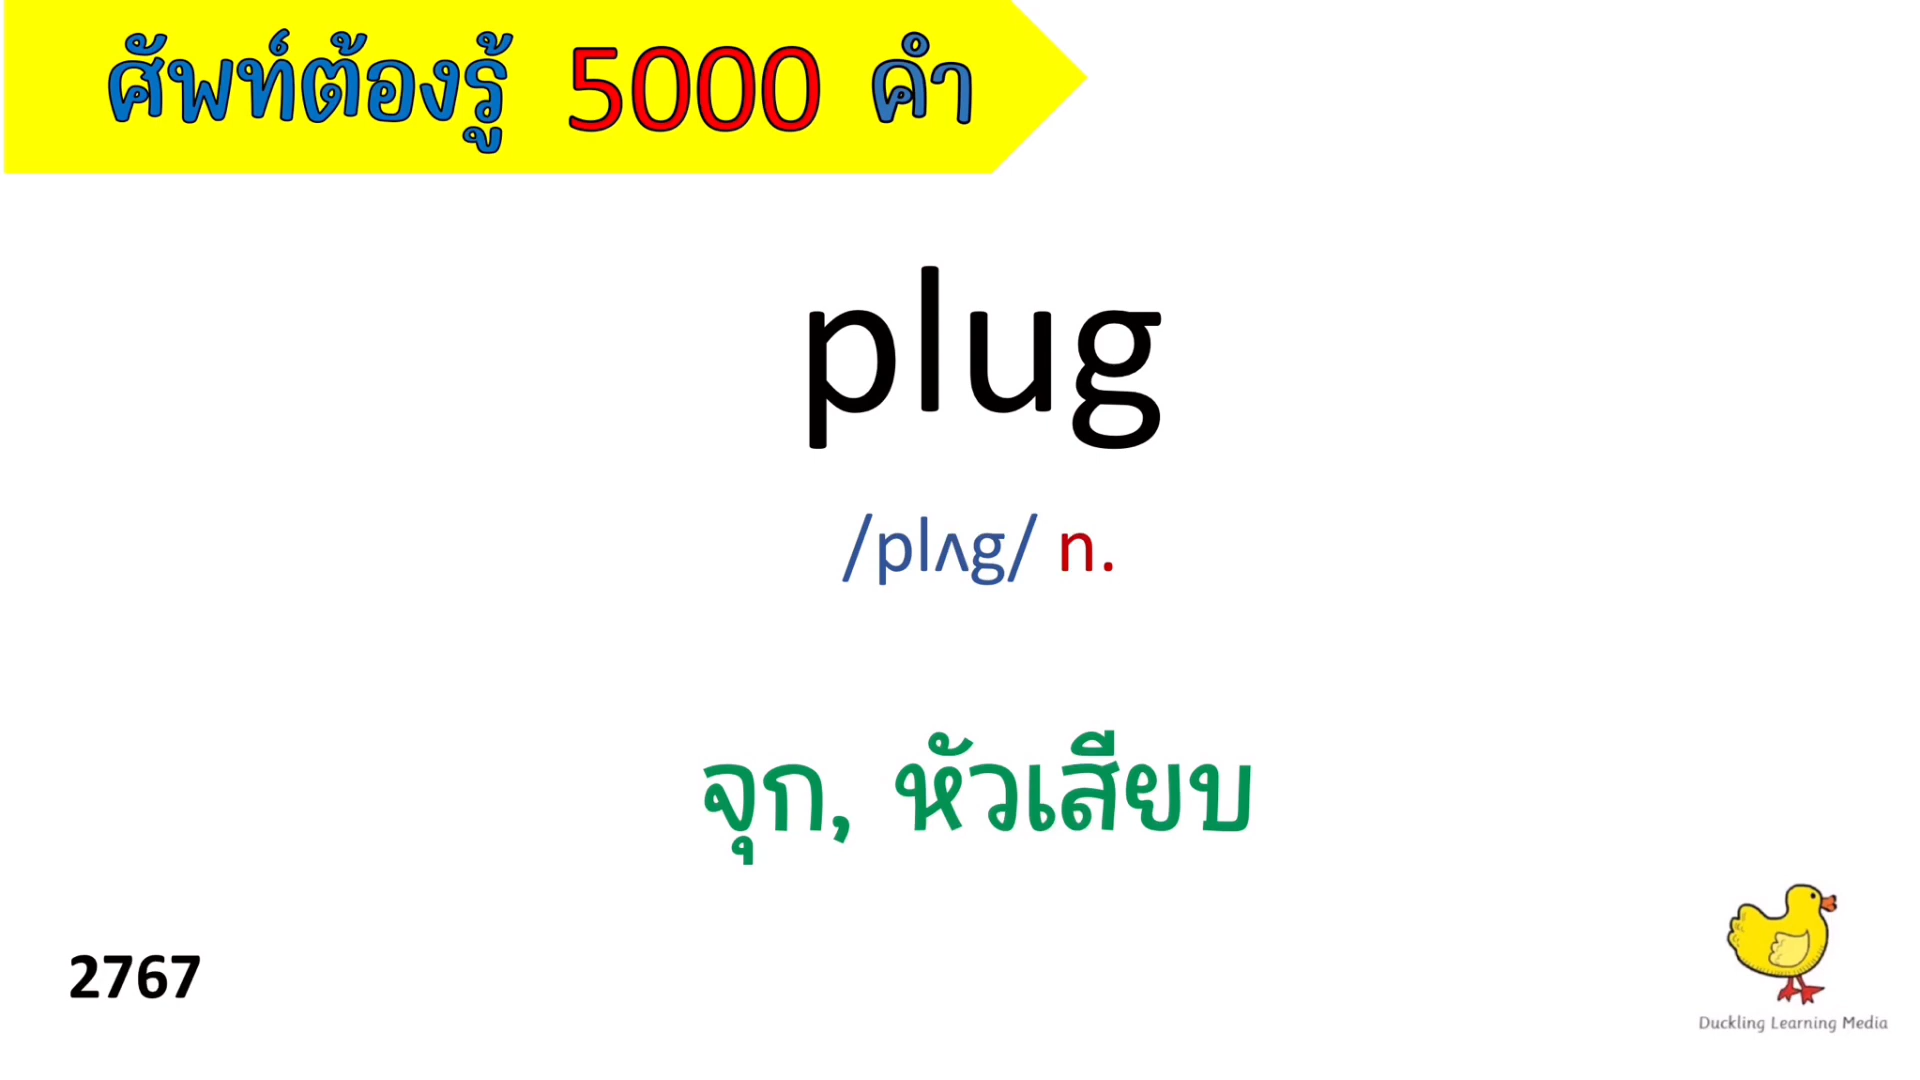 ศัพท์ต้องรู้ 5000 คำ
plug
/plʌg/ n.
จุก, หัวเสียบ
2767
Duckling Learning Media